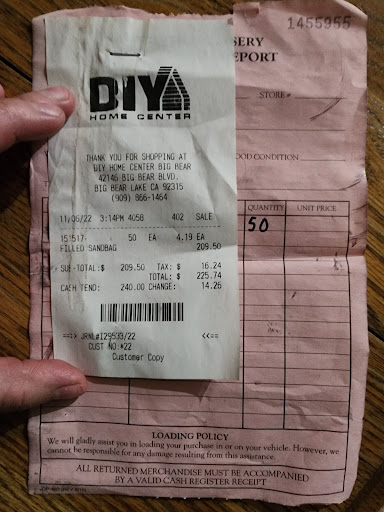 1455955
SERY
EPORT
STORE#
OOD CONDITION
QUANTITY UNIT PRICE
50
DIY
HOME CENTER
THANK YOU FOR SHOPPING AT
DIY HOME CENTER BIG BEAR
42146 BIG BEAR BLVD.
BIG BEAR LAKE CA 92315
(909) 866-1464
11/06/22 3:14PM 4058 402 SALE
151517 50 EA 4.19 EA
FILLED SANDBAG 209.50
SUB-TOTAL:$ 209.50 TAX: $ 16.24
TOTAL: $ 225.74
CASH TEND: 240.00 CHANGE: 14.26
==> JRNL#I29533/22 <<==
CUST NO:*22
Customer Copy
LOADING POLICY
We will gladly assist you in loading your purchase in or on your vehicle. However, we
cannot be responsible for any damage resulting from this assistance.
ALL RETURNED MERCHANDISE MUST BE ACCOMPANIED
BY A VALID CASH REGISTER RECEIPT